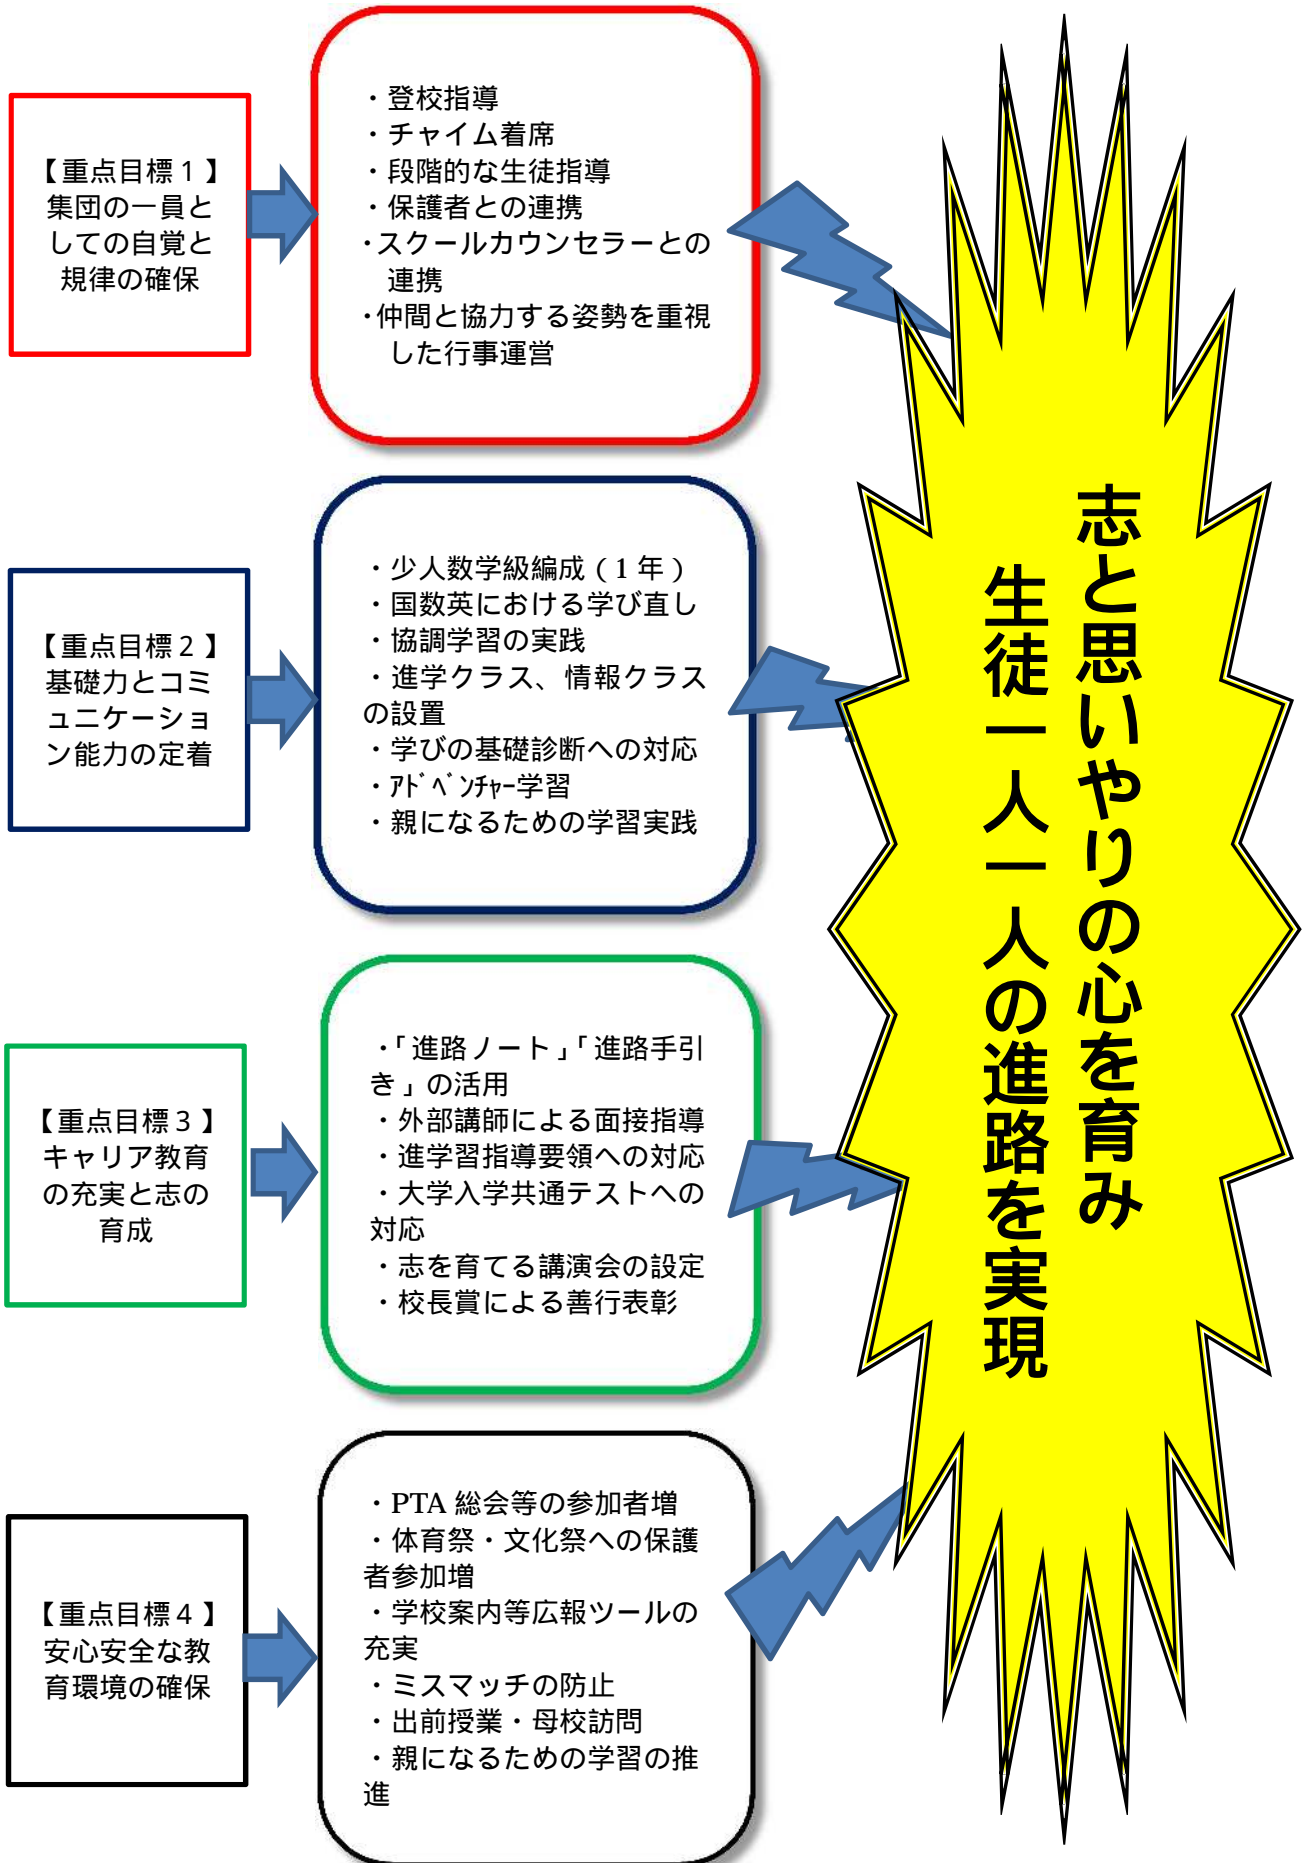 【重点目標１】
集団の一員と
しての自覚と
規律の確保
・登校指導
・チャイム着席
・段階的な生徒指導
・保護者との連携
・スクールカウンセラーとの
連携
・仲間と協力する姿勢を重視
した行事運営
【重点目標２】
基礎力とコミ
ュニケーショ
ン能力の定着
・少人数学級編成（1 年）
・国数英における学び直し
・協調学習の実践
・進学クラス、情報クラス
の設置
・学びの基礎診断への対応
・ｱﾄﾞﾍﾞﾝﾁｬｰ学習
・親になるための学習実践
【重点目標３】
キャリア教育
の充実と志の
育成
・「進路ノート」「進路手引
き」の活用
・外部講師による面接指導
・進学習指導要領への対応
・大学入学共通テストへの
対応
・志を育てる講演会の設定
・校長賞による善行表彰
【重点目標４】
安心安全な教
育環境の確保
・PTA 総会等の参加者増
・体育祭・文化祭への保護
者参加増
・学校案内等広報ツールの
充実
・ミスマッチの防止
・出前授業・母校訪問
・親になるための学習の推
進
志と思いやりの心を育み
生徒一人一人の進路を実現